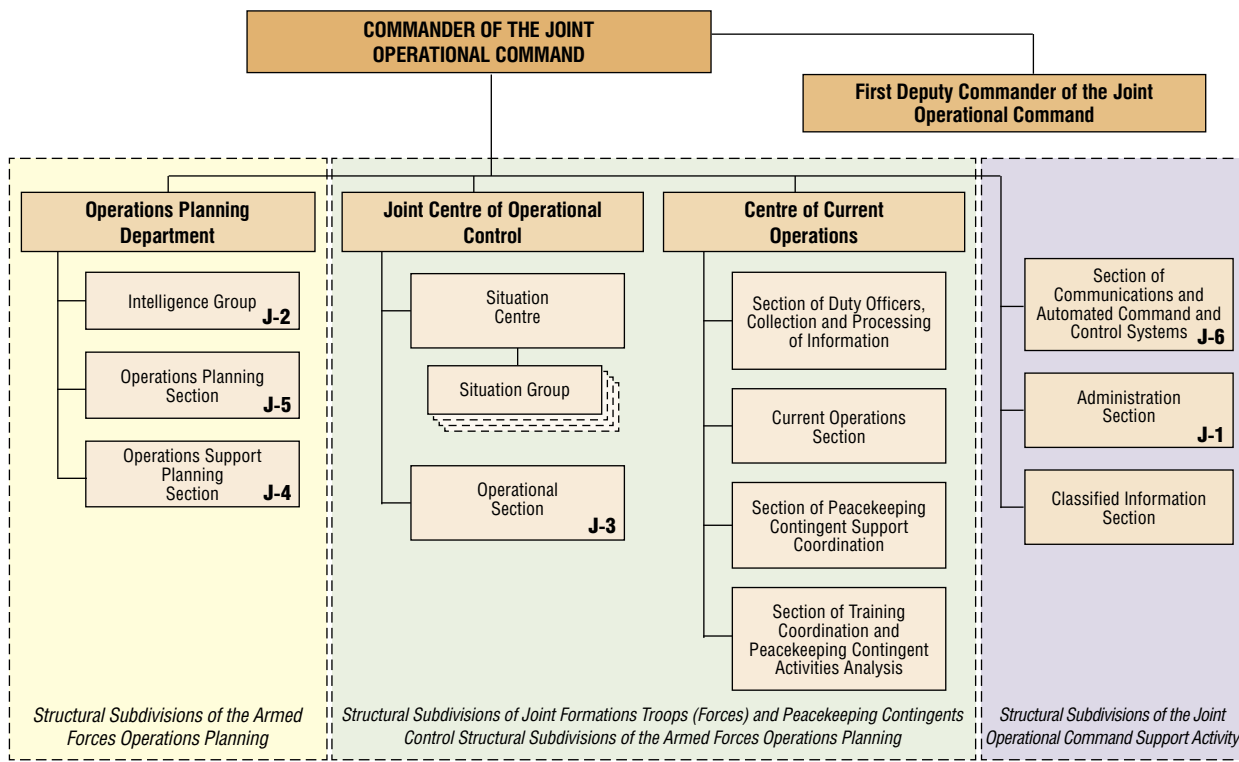 COMMANDER OF THE JOINT
OPERATIONAL COMMAND
First Deputy Commander of the Joint
Operational Command
Operations Planning
Department
Intelligence Group
J-2
Operations Planning
Section
J-5
Operations Support
Planning
Section
J-4
Structural Subdivisions of the Armed
Forces Operations Planning
Joint Centre of Operational
Control
Situation
Centre
Situation Group
Operational
Section
J-3
Centre of Current
Operations
Section of Duty Officers,
Collection and Processing
of Information
Current Operations
Section
Section of Peacekeeping
Contingent Support
Coordination
Section of Training
Coordination and
Peacekeeping Contingent
Activities Analysis
Structural Subdivisions of Joint Formations Troops (Forces) and Peacekeeping Contingents
Control Structural Subdivisions of the Armed Forces Operations Planning
Section of
Communications and
Automated Command and
Control Systems J-6
Administration
Section
J-1
Classified Information
Section
Structural Subdivisions of the Joint
Operational Command Support Activity